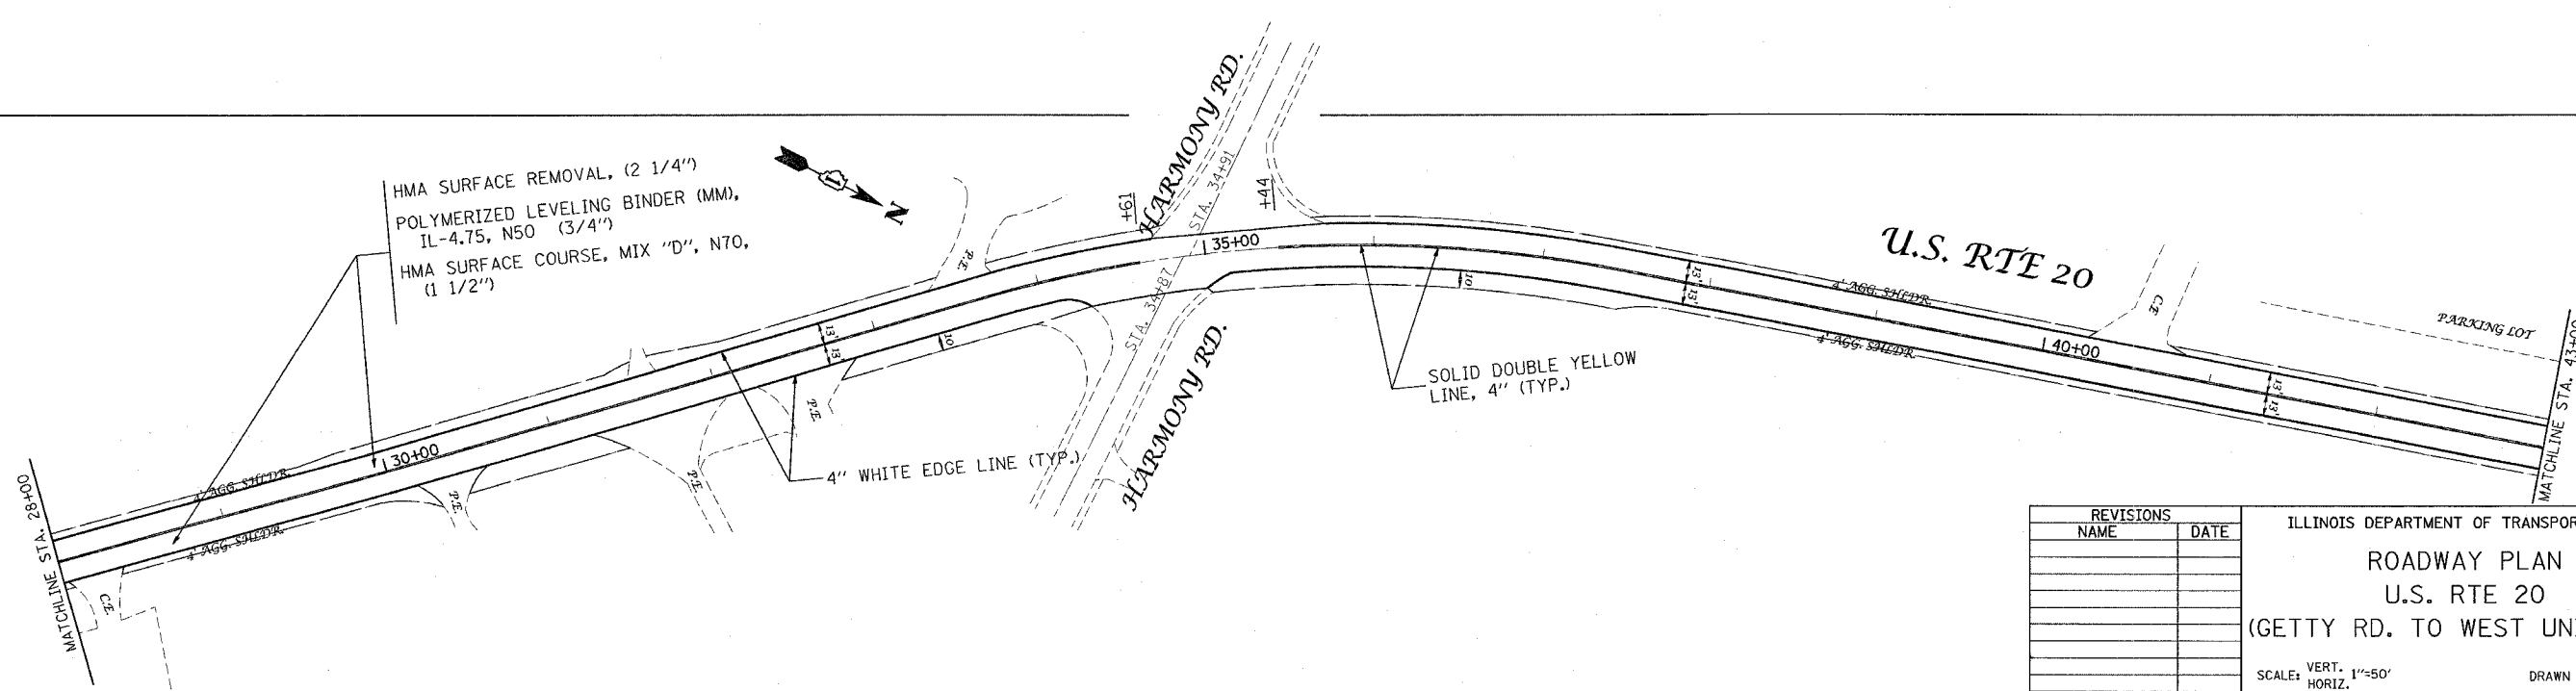 HMA SURFACE REMOVAL, (2 1/4")
POLYMERIZED LEVELING BINDER (MM),
IL-4.75, N50 (3/4")
HMA SURFACE COURSE, MIX "D", N70,
(1 1/2")
N
HARMONY RD.
+61
STA. 34+91
+44
35+00
STA. 34+87
HARMONY RD.
P.E.
U.S. RTE 20
4' AGG. SHLDR.
4' AGG. SHLDR.
13'
13'
10'
C.E.
PARKING LOT
40+00
13'
13'
MATCHLINE STA. 43+00
SOLID DOUBLE YELLOW
LINE, 4" (TYP.)
13'
13'
10'
P.E.
4" WHITE EDGE LINE (TYP.)
P.E.
P.E.
30+00
4' AGG. SHLDR.
4' AGG. SHLDR.
MATCHLINE STA. 28+00
C.E.
REVISIONS
NAME DATE
ILLINOIS DEPARTMENT OF TRANSPOR
ROADWAY PLAN
U.S. RTE 20
(GETTY RD. TO WEST UN
SCALE: VERT. 1"=50'
HORIZ.
DRAWN